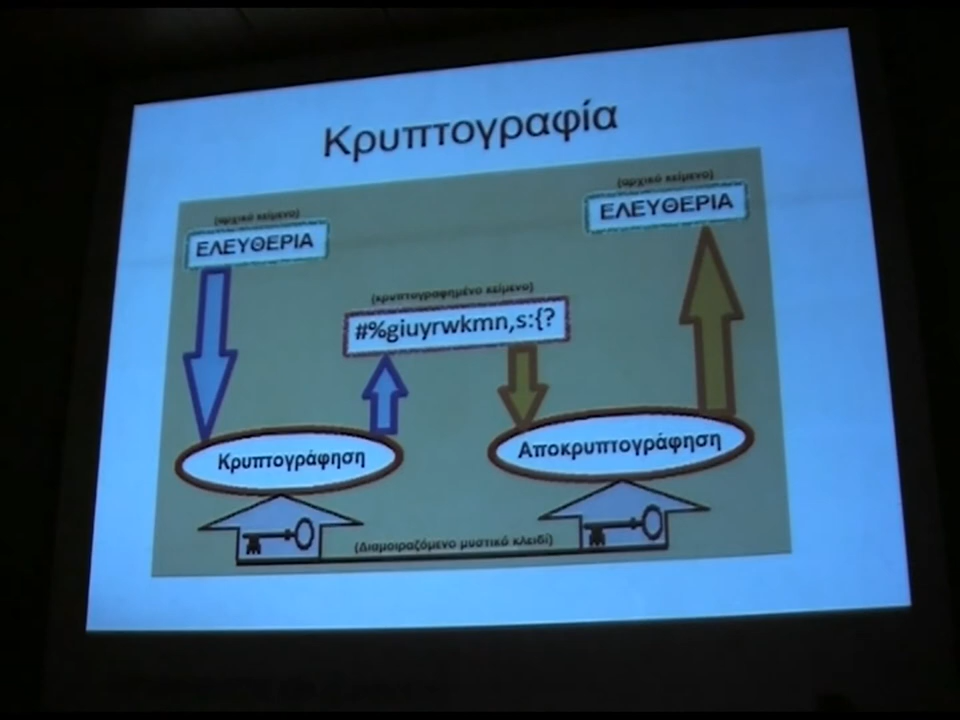 Κρυπτογραφία
(αρχικό κείμενο)
ΕΛΕΥΘΕΡΙΑ
(αρχικό κείμενο)
ΕΛΕΥΘΕΡΙΑ
(κρυπτογραφημένο κείμενο)
#%giuyrwkmn,s:{?
Κρυπτογράφηση
Αποκρυπτογράφηση
(Διαμοιραζόμενο μυστικό κλειδί)